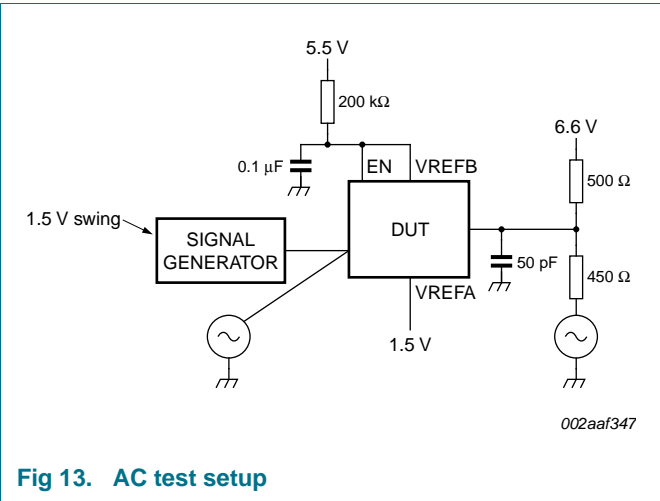 5.5 V
200 kΩ
6.6 V
0.1 μF
EN
VREFB
500 Ω
1.5 V swing
SIGNAL
GENERATOR
DUT
50 pF
450 Ω
VREFA
1.5 V
002aaf347
Fig 13. AC test setup